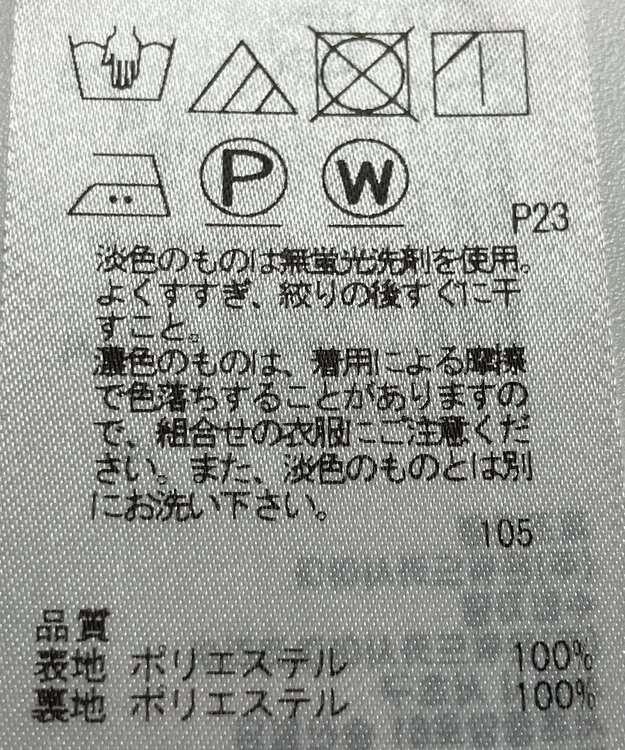 P
W
P23
淡色のものは無蛍光洗剤を使用。
よくすすぎ、絞りの後すぐに干
すこと。
濃色のものは、着用による摩擦
で色落ちすることがありますの
で、組合せの衣服にご注意くだ
さい。また、淡色のものとは別
にお洗い下さい。
105
品質
表地 ポリエステル 100%
裏地 ポリエステル 100%